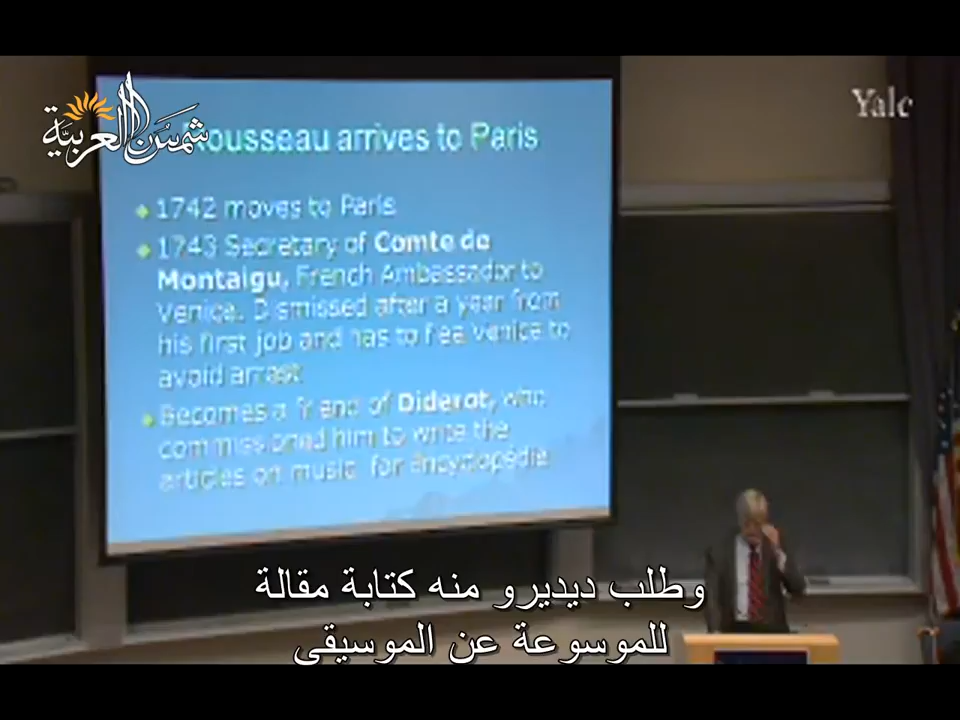 شمس العربية
Yale
Rousseau arrives to Paris
1742 moves to Paris
1743 Secretary of Comte de
Montaigu, French Ambassador to
Venice. Dismissed after a year from
his first job and has to flee Venice to
avoid arrest
Becomes a friend of Diderot, who
commissioned him to write the
articles on music for Encyclopédie
وطلب ديديرو منه كتابة مقالة
للموسوعة عن الموسيقى